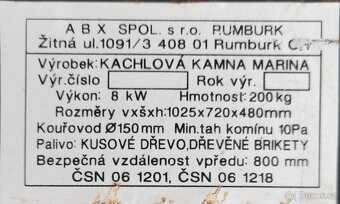 A B X SPOL. s r.o. RUMBURK
Žitná ul.1091/3 408 01 Rumburk
Výrobek: KACHLOVÁ KAMNA MARINA
Výr.číslo Rok výr.
Výkon: 8 kW Hmotnost: 200kg
Rozměry vxšxh:1025x720x480mm
Kouřovod Ø150mm Min.tah komínu 10Pa
Palivo: KUSOVÉ DŘEVO,DŘEVĚNÉ BRIKETY
Bezpečná vzdálenost vpředu: 800 mm
ČSN 06 1201, ČSN 06 1218